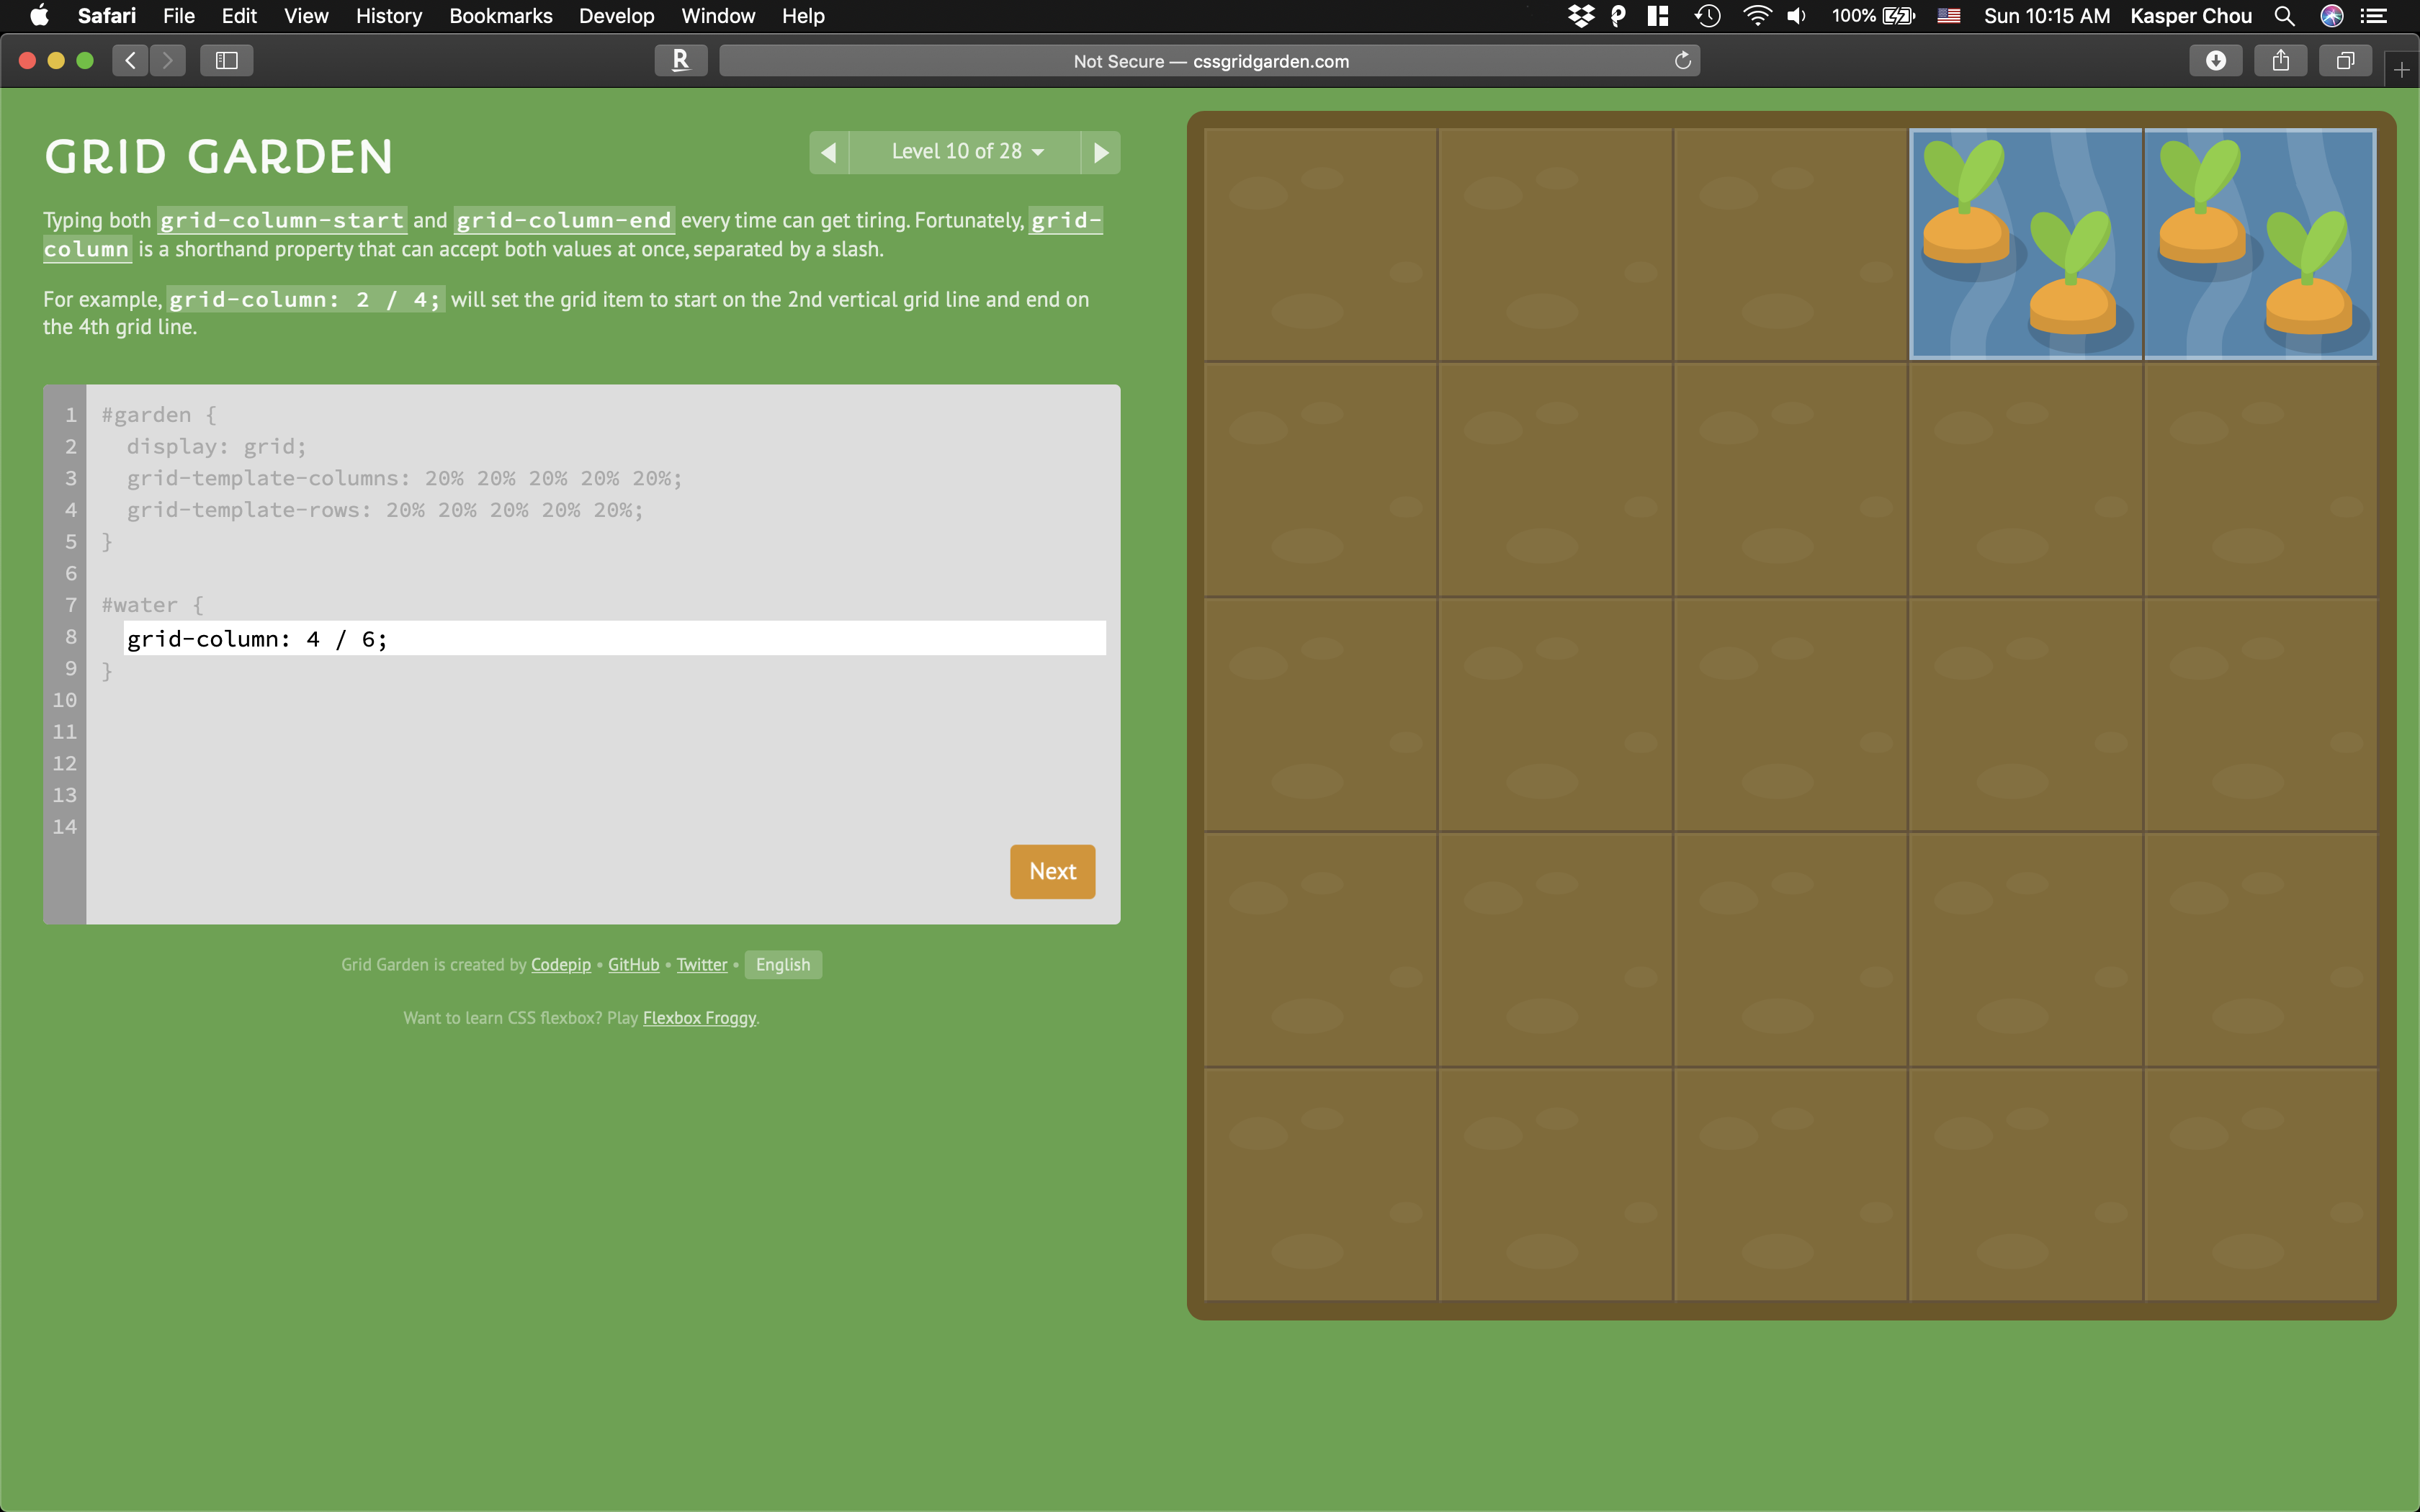 Safari File Edit View History Bookmarks Develop Window Help 100% Sun 10:15 AM Kasper Chou
R Not Secure — cssgridgarden.com
GRID GARDEN
Level 10 of 28
Typing both grid-column-start and grid-column-end every time can get tiring. Fortunately, grid-
column is a shorthand property that can accept both values at once, separated by a slash.
For example, grid-column: 2 / 4; will set the grid item to start on the 2nd vertical grid line and end on
the 4th grid line.
1 #garden {
2 display: grid;
3 grid-template-columns: 20% 20% 20% 20% 20%;
4 grid-template-rows: 20% 20% 20% 20% 20%;
5 }
6
7 #water {
8 grid-column: 4 / 6;
9 }
10
11
12
13
14
Next
Grid Garden is created by Codepip • GitHub • Twitter • English
Want to learn CSS flexbox? Play Flexbox Froggy.